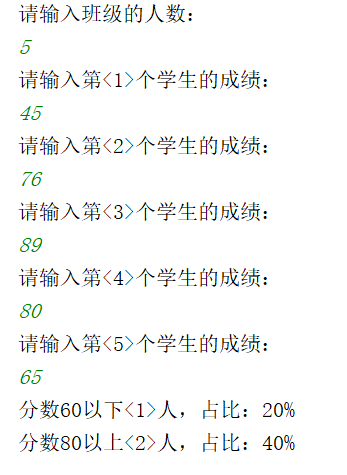 请输入班级的人数：
5
请输入第<1>个学生的成绩：
45
请输入第<2>个学生的成绩：
76
请输入第<3>个学生的成绩：
89
请输入第<4>个学生的成绩：
80
请输入第<5>个学生的成绩：
65
分数60以下<1>人，占比：20%
分数80以上<2>人，占比：40%